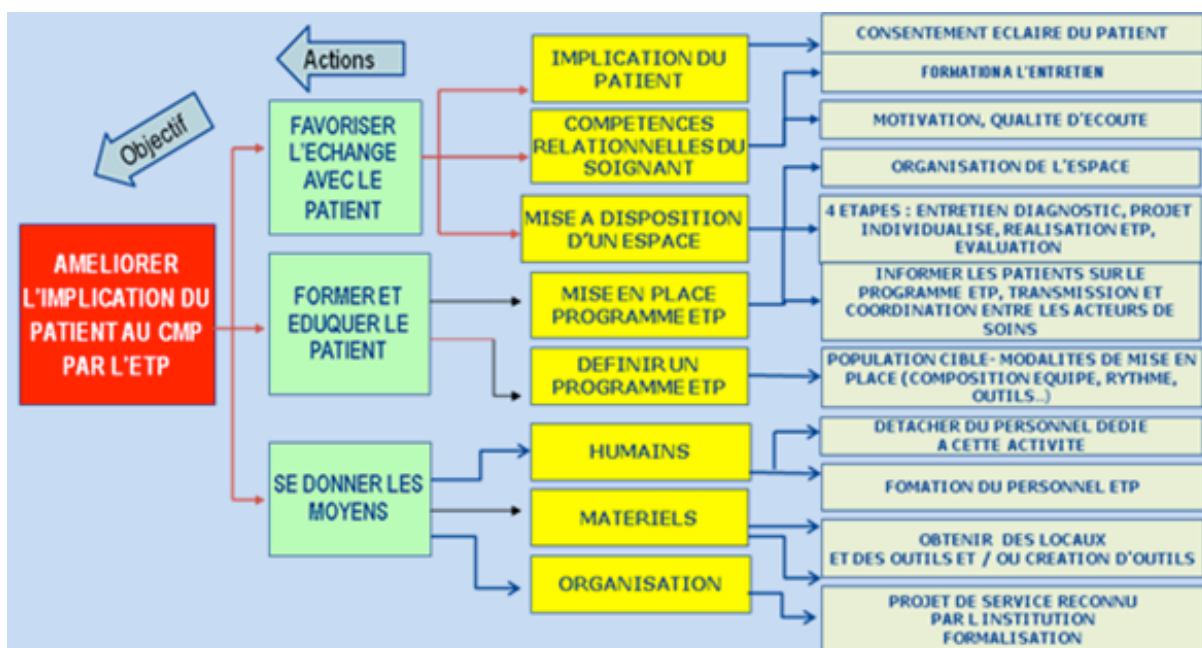 Objectif
Actions
AMELIORER
L'IMPLICATION DU
PATIENT AU CMP
PAR L'ETP
FAVORISER
L'ECHANGE
AVEC LE
PATIENT
FORMER ET
EDUQUER LE
PATIENT
SE DONNER LES
MOYENS
IMPLICATION DU
PATIENT
COMPETENCES
RELATIONNELLES DU
SOIGNANT
MISE A DISPOSITION
D'UN ESPACE
MISE EN PLACE
PROGRAMME ETP
DEFINIR UN
PROGRAMME ETP
HUMAINS
MATERIELS
ORGANISATION
CONSENTEMENT ECLAIRE DU PATIENT
FORMATION A L'ENTRETIEN
MOTIVATION, QUALITE D'ECOUTE
ORGANISATION DE L'ESPACE
4 ETAPES : ENTRETIEN DIAGNOSTIC, PROJET
INDIVIDUALISE, REALISATION ETP,
EVALUATION
INFORMER LES PATIENTS SUR LE
PROGRAMME ETP, TRANSMISSION ET
COORDINATION ENTRE LES ACTEURS DE
SOINS
POPULATION CIBLE- MODALITES DE MISE EN
PLACE (COMPOSITION EQUIPE, RYTHME,
OUTILS..)
DETACHER DU PERSONNEL DEDIE
A CETTE ACTIVITE
FOMATION DU PERSONNEL ETP
OBTENIR DES LOCAUX
ET DES OUTILS ET / OU CREATION D'OUTILS
PROJET DE SERVICE RECONNU
PAR L'INSTITUTION
FORMALISATION